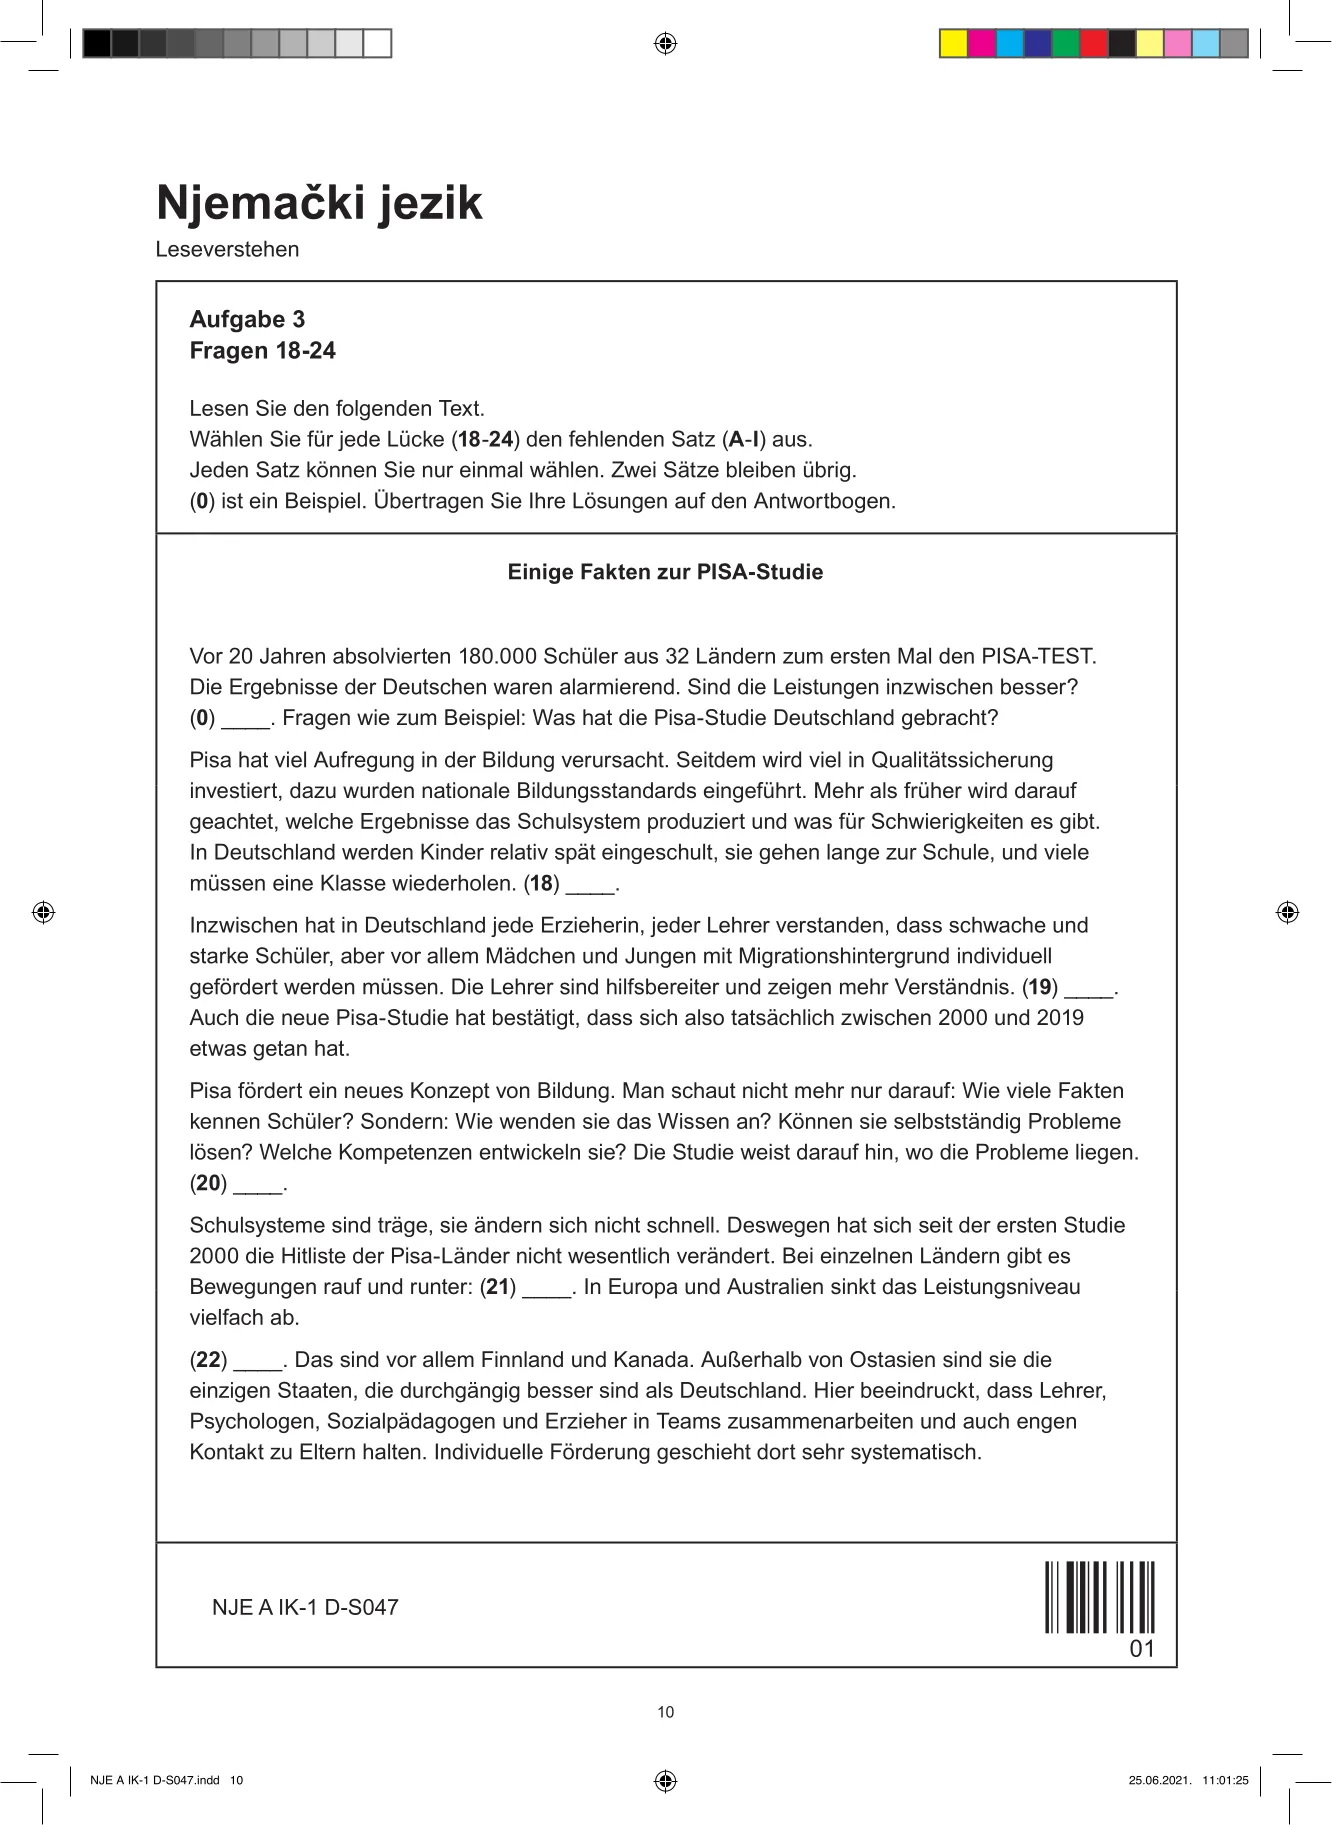 Njemački jezik
Leseverstehen
Aufgabe 3
Fragen 18-24
Lesen Sie den folgenden Text.
Wählen Sie für jede Lücke (18-24) den fehlenden Satz (A-I) aus.
Jeden Satz können Sie nur einmal wählen. Zwei Sätze bleiben übrig.
(0) ist ein Beispiel. Übertragen Sie Ihre Lösungen auf den Antwortbogen.
Einige Fakten zur PISA-Studie
Vor 20 Jahren absolvierten 180.000 Schüler aus 32 Ländern zum ersten Mal den PISA-TEST.
Die Ergebnisse der Deutschen waren alarmierend. Sind die Leistungen inzwischen besser?
(0) ____. Fragen wie zum Beispiel: Was hat die Pisa-Studie Deutschland gebracht?
Pisa hat viel Aufregung in der Bildung verursacht. Seitdem wird viel in Qualitätssicherung
investiert, dazu wurden nationale Bildungsstandards eingeführt. Mehr als früher wird darauf
geachtet, welche Ergebnisse das Schulsystem produziert und was für Schwierigkeiten es gibt.
In Deutschland werden Kinder relativ spät eingeschult, sie gehen lange zur Schule, und viele
müssen eine Klasse wiederholen. (18) ____.
Inzwischen hat in Deutschland jede Erzieherin, jeder Lehrer verstanden, dass schwache und
starke Schüler, aber vor allem Mädchen und Jungen mit Migrationshintergrund individuell
gefördert werden müssen. Die Lehrer sind hilfsbereiter und zeigen mehr Verständnis. (19) ____.
Auch die neue Pisa-Studie hat bestätigt, dass sich also tatsächlich zwischen 2000 und 2019
etwas getan hat.
Pisa fördert ein neues Konzept von Bildung. Man schaut nicht mehr nur darauf: Wie viele Fakten
kennen Schüler? Sondern: Wie wenden sie das Wissen an? Können sie selbstständig Probleme
lösen? Welche Kompetenzen entwickeln sie? Die Studie weist darauf hin, wo die Probleme liegen.
(20) ____.
Schulsysteme sind träge, sie ändern sich nicht schnell. Deswegen hat sich seit der ersten Studie
2000 die Hitliste der Pisa-Länder nicht wesentlich verändert. Bei einzelnen Ländern gibt es
Bewegungen rauf und runter: (21) ____. In Europa und Australien sinkt das Leistungsniveau
vielfach ab.
(22) ____. Das sind vor allem Finnland und Kanada. Außerhalb von Ostasien sind sie die
einzigen Staaten, die durchgängig besser sind als Deutschland. Hier beeindruckt, dass Lehrer,
Psychologen, Sozialpädagogen und Erzieher in Teams zusammenarbeiten und auch engen
Kontakt zu Eltern halten. Individuelle Förderung geschieht dort sehr systematisch.
NJE A IK-1 D-S047
01
10
NJE A IK-1 D-S047.indd 10
25.06.2021. 11:01:25